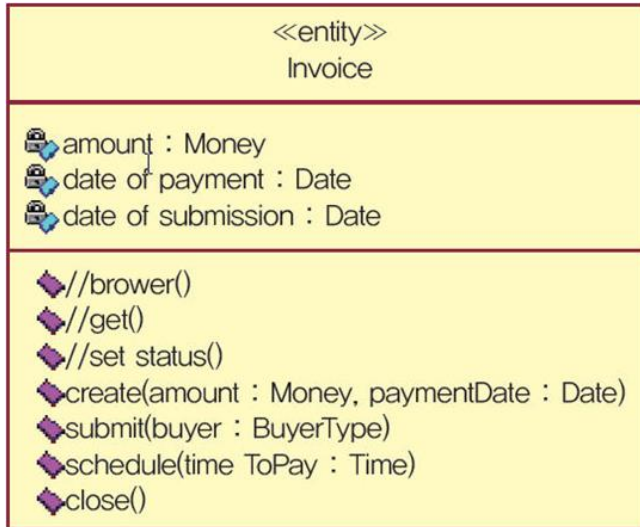 ≪entity≫
Invoice
amount : Money
date of payment : Date
date of submission : Date
//brower()
//get()
//set status()
create(amount : Money, paymentDate : Date)
submit(buyer : BuyerType)
schedule(time ToPay : Time)
close()